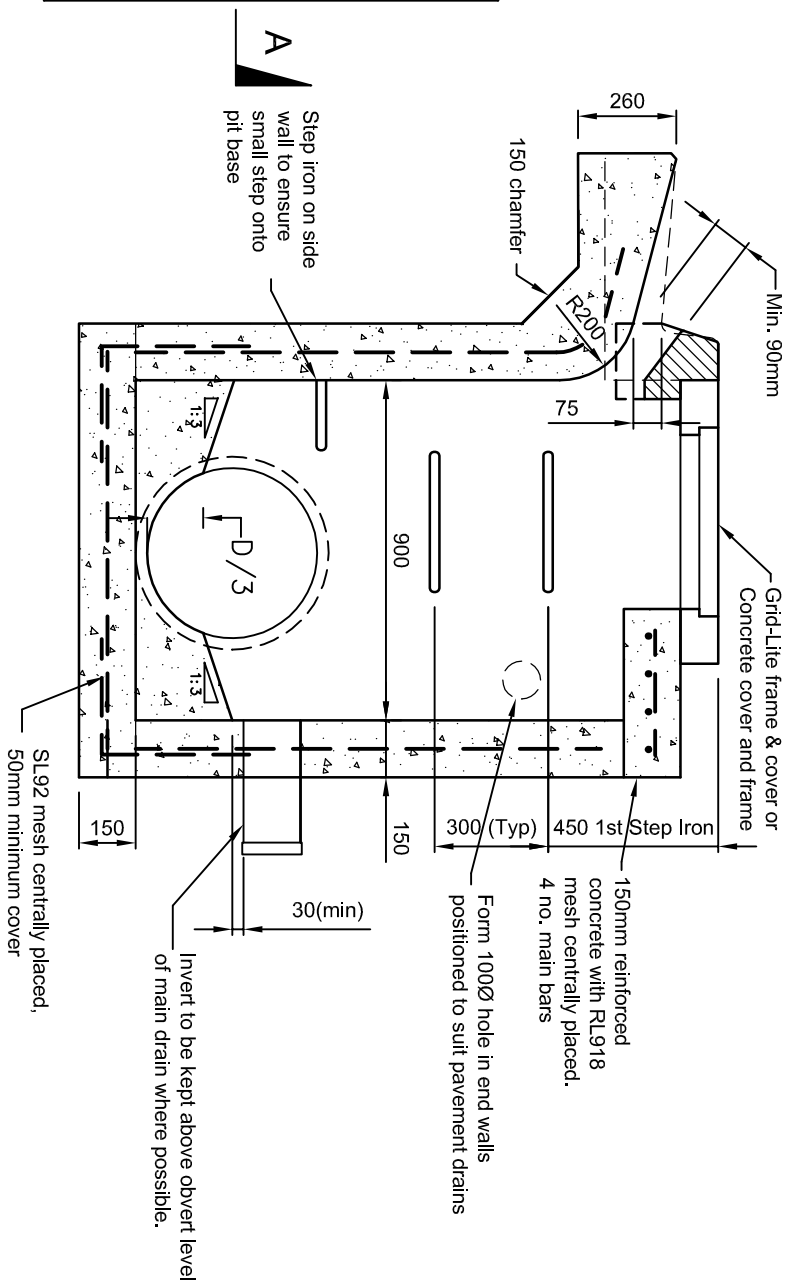 260
Min. 90mm
Grid-Lite frame & cover or
Concrete cover and frame
A
Step iron on side
wall to ensure
small step onto
pit base
150 chamfer
R200
75
1:3
D/3
900
1:3
150
150
300 (Typ)
450 1st Step Iron
30(min)
150mm reinforced
concrete with RL918
mesh centrally placed.
4 no. main bars
Form 100Ø hole in end walls
positioned to suit pavement drains
Invert to be kept above obvert level
of main drain where possible.
SL92 mesh centrally placed,
50mm minimum cover